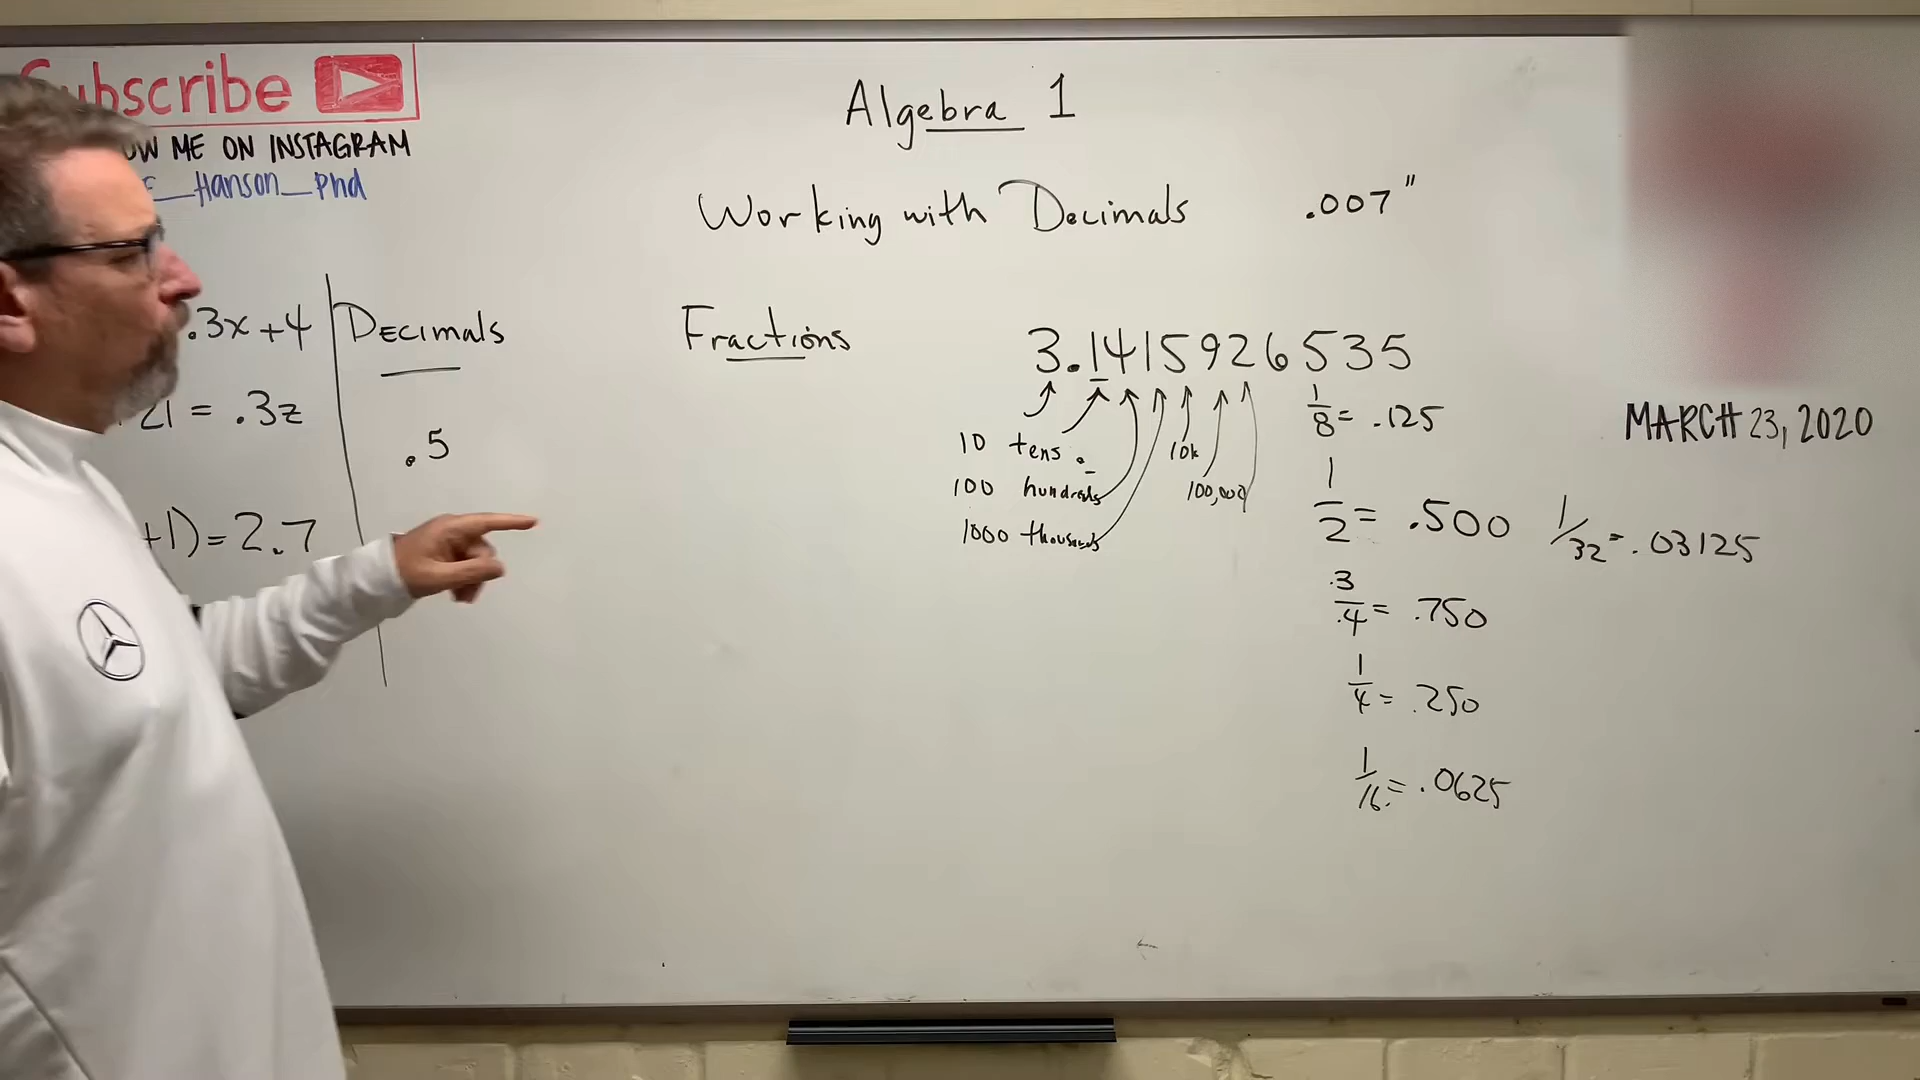 Subscribe
ME ON INSTAGRAM
_Hanson_Phd
Algebra 1
Working with Decimals
.007"
.3x+4
Decimals
Fractions
3.1415926535
= .3z
.5
10 tens
100 hundreds
1000 thousands
10k
100,000
1/8 = .125
MARCH 23, 2020
+1)=2.7
1/2 = .500
1/32 = .03125
3/4 = .750
1/4 = .250
1/16 = .0625